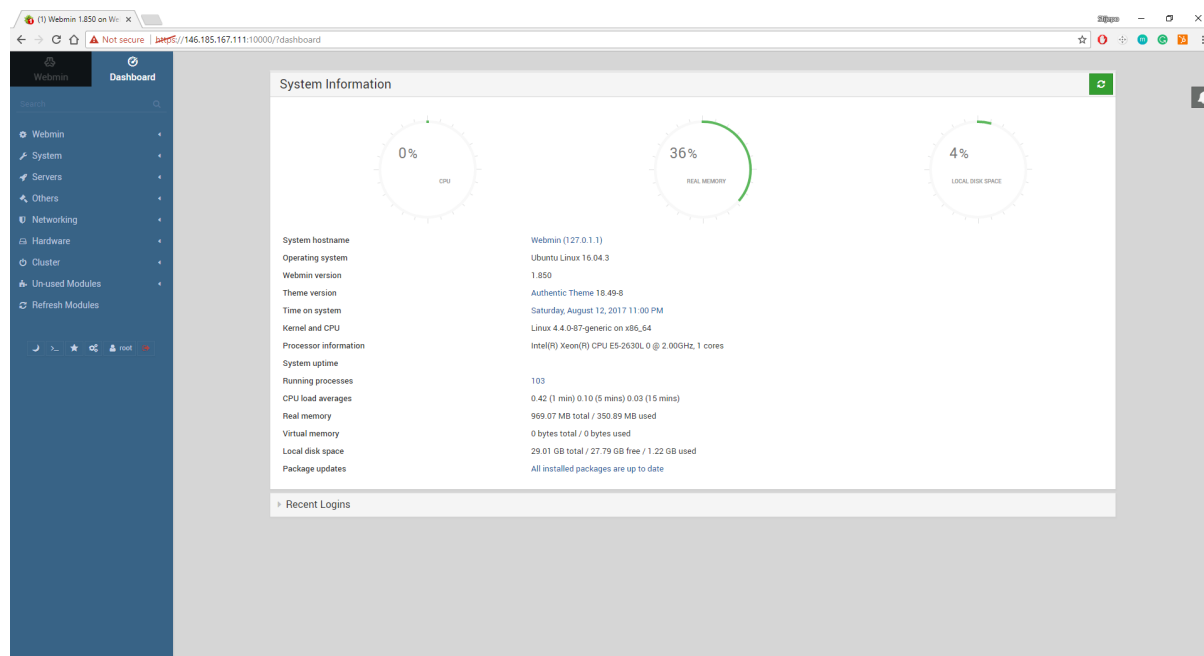 (1) Webmin 1.850 on We
Stijepo
Not secure | https://146.185.167.111:10000/?dashboard
Webmin
Dashboard
Search
Webmin
System
Servers
Others
Networking
Hardware
Cluster
Un-used Modules
Refresh Modules
root
System Information
0%
CPU
36%
REAL MEMORY
4%
LOCAL DISK SPACE
System hostname Webmin (127.0.1.1)
Operating system Ubuntu Linux 16.04.3
Webmin version 1.850
Theme version Authentic Theme 18.49-8
Time on system Saturday, August 12, 2017 11:00 PM
Kernel and CPU Linux 4.4.0-87-generic on x86_64
Processor information Intel(R) Xeon(R) CPU E5-2630L 0 @ 2.00GHz, 1 cores
System uptime
Running processes 103
CPU load averages 0.42 (1 min) 0.10 (5 mins) 0.03 (15 mins)
Real memory 969.07 MB total / 350.89 MB used
Virtual memory 0 bytes total / 0 bytes used
Local disk space 29.01 GB total / 27.79 GB free / 1.22 GB used
Package updates All installed packages are up to date
Recent Logins